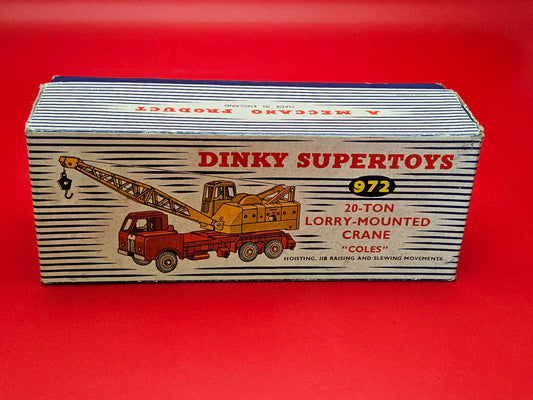 A MECCANO PRODUCT
MADE IN ENGLAND
DINKY SUPERTOYS
972
20-TON
LORRY-MOUNTED
CRANE
"COLES"
HOISTING, JIB RAISING AND SLEWING MOVEMENTS